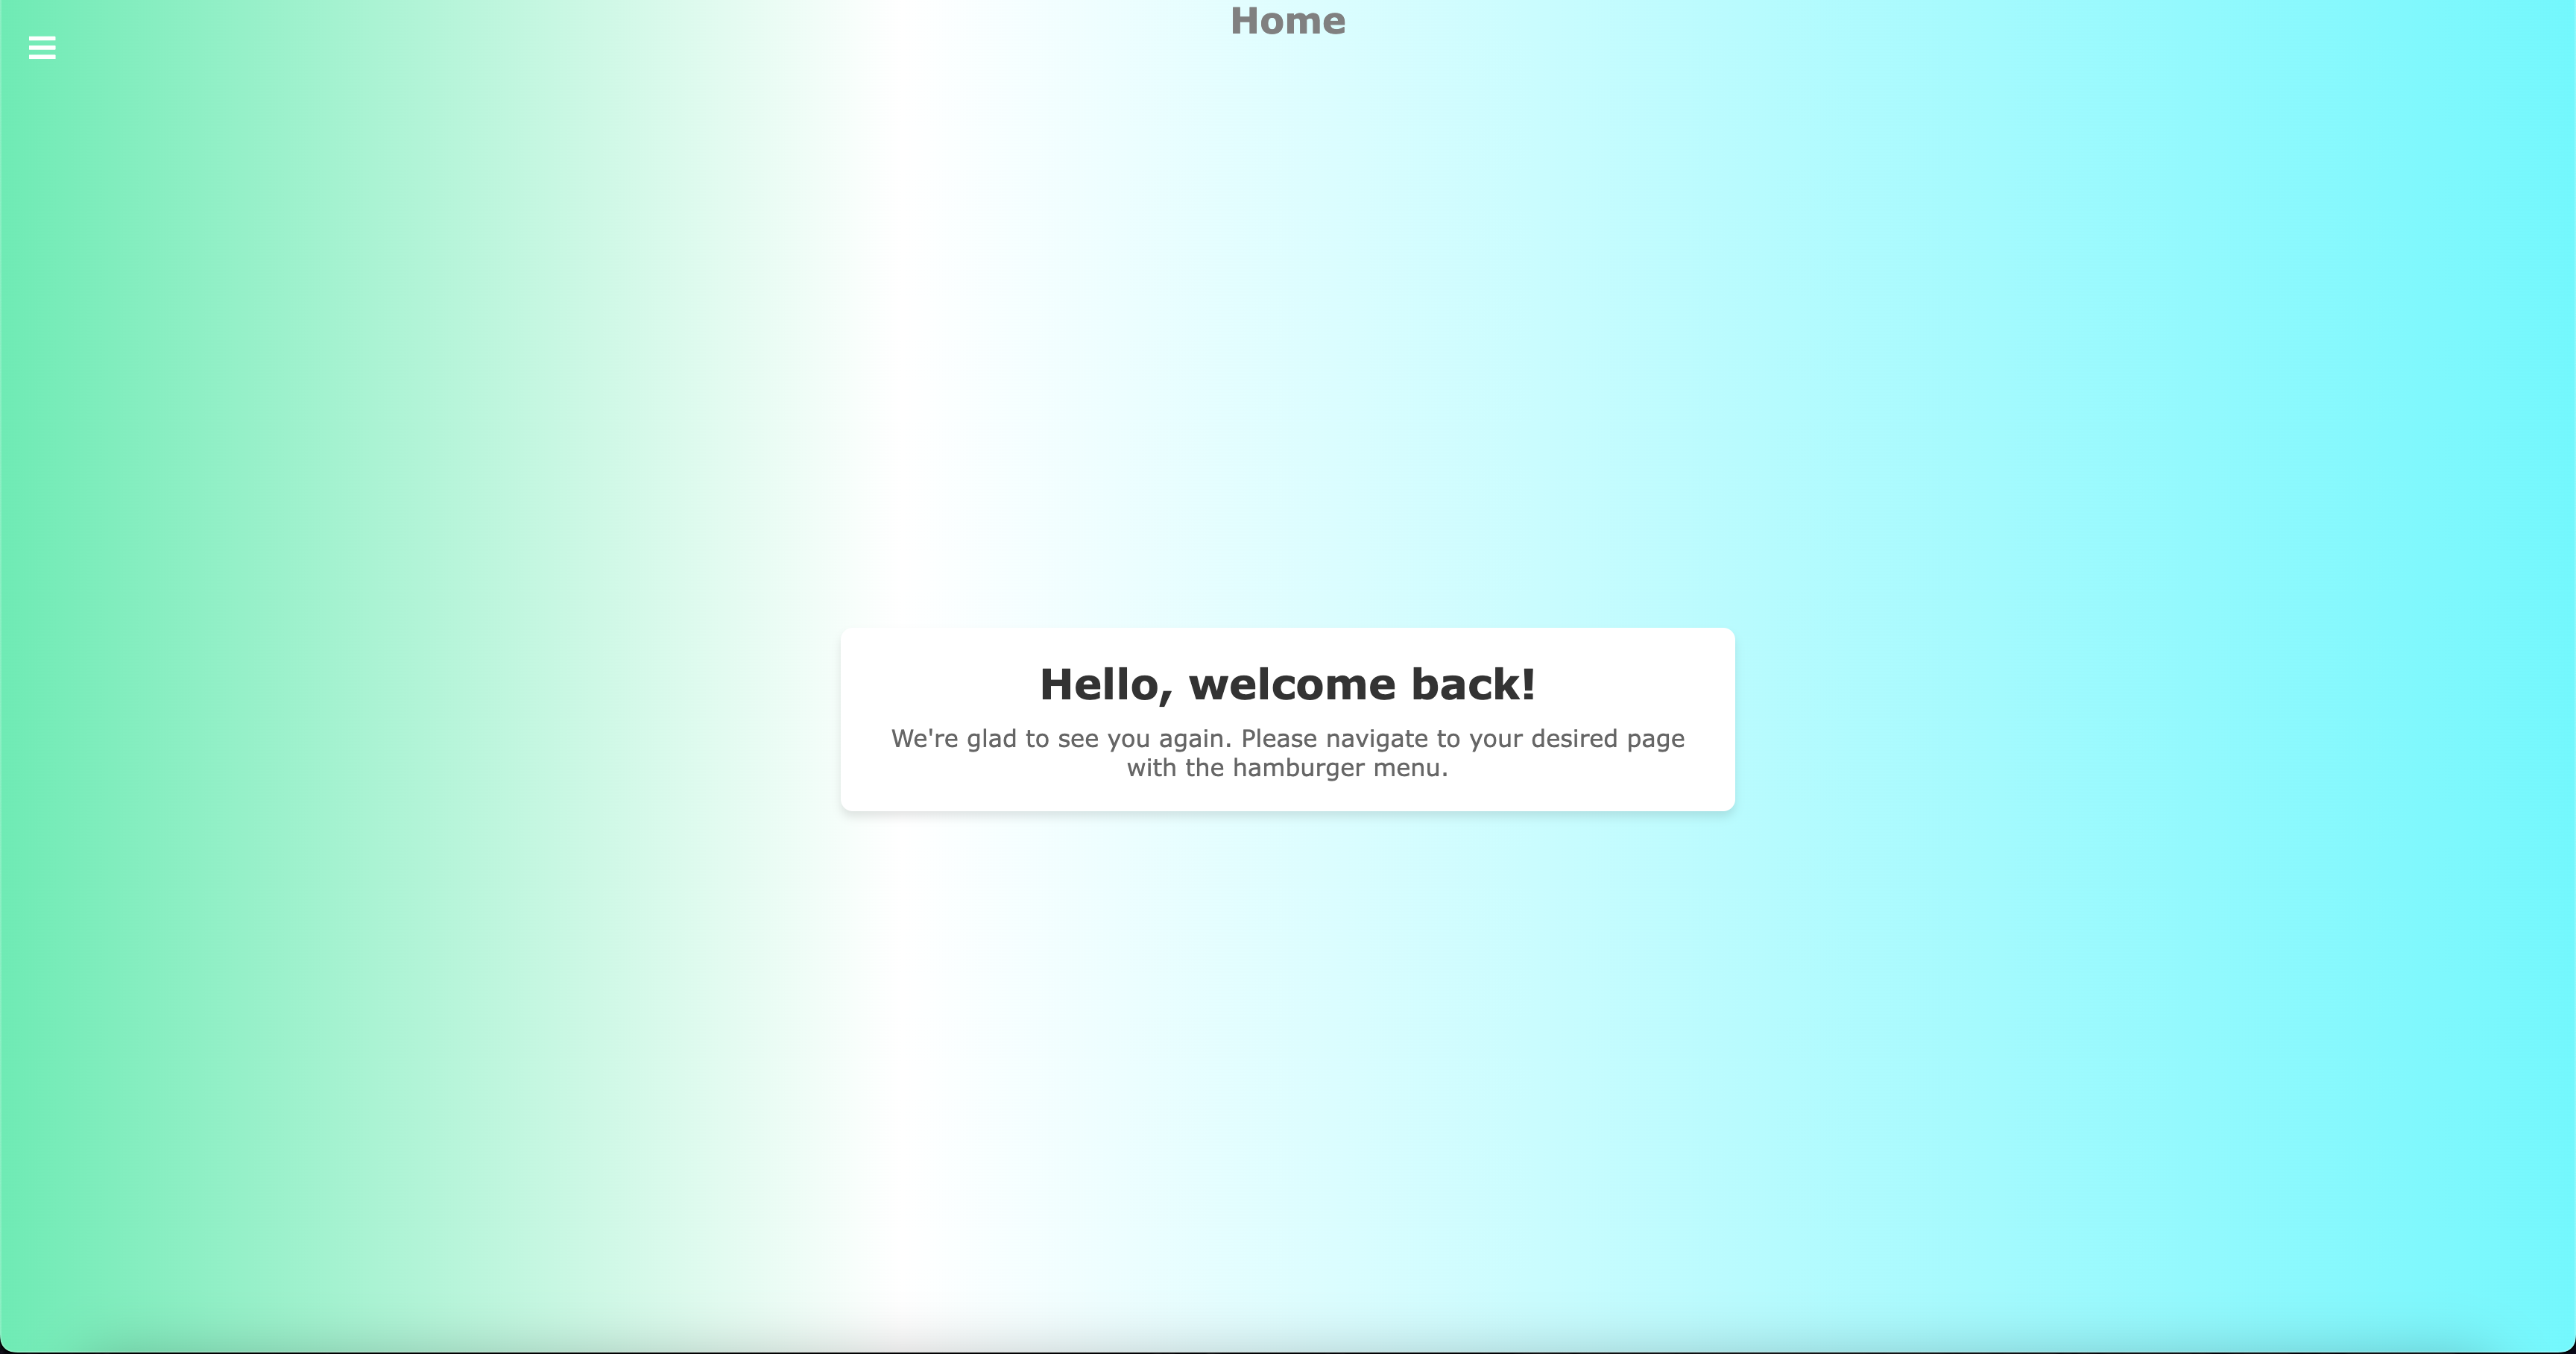 Home
Hello, welcome back!
We're glad to see you again. Please navigate to your desired page
with the hamburger menu.